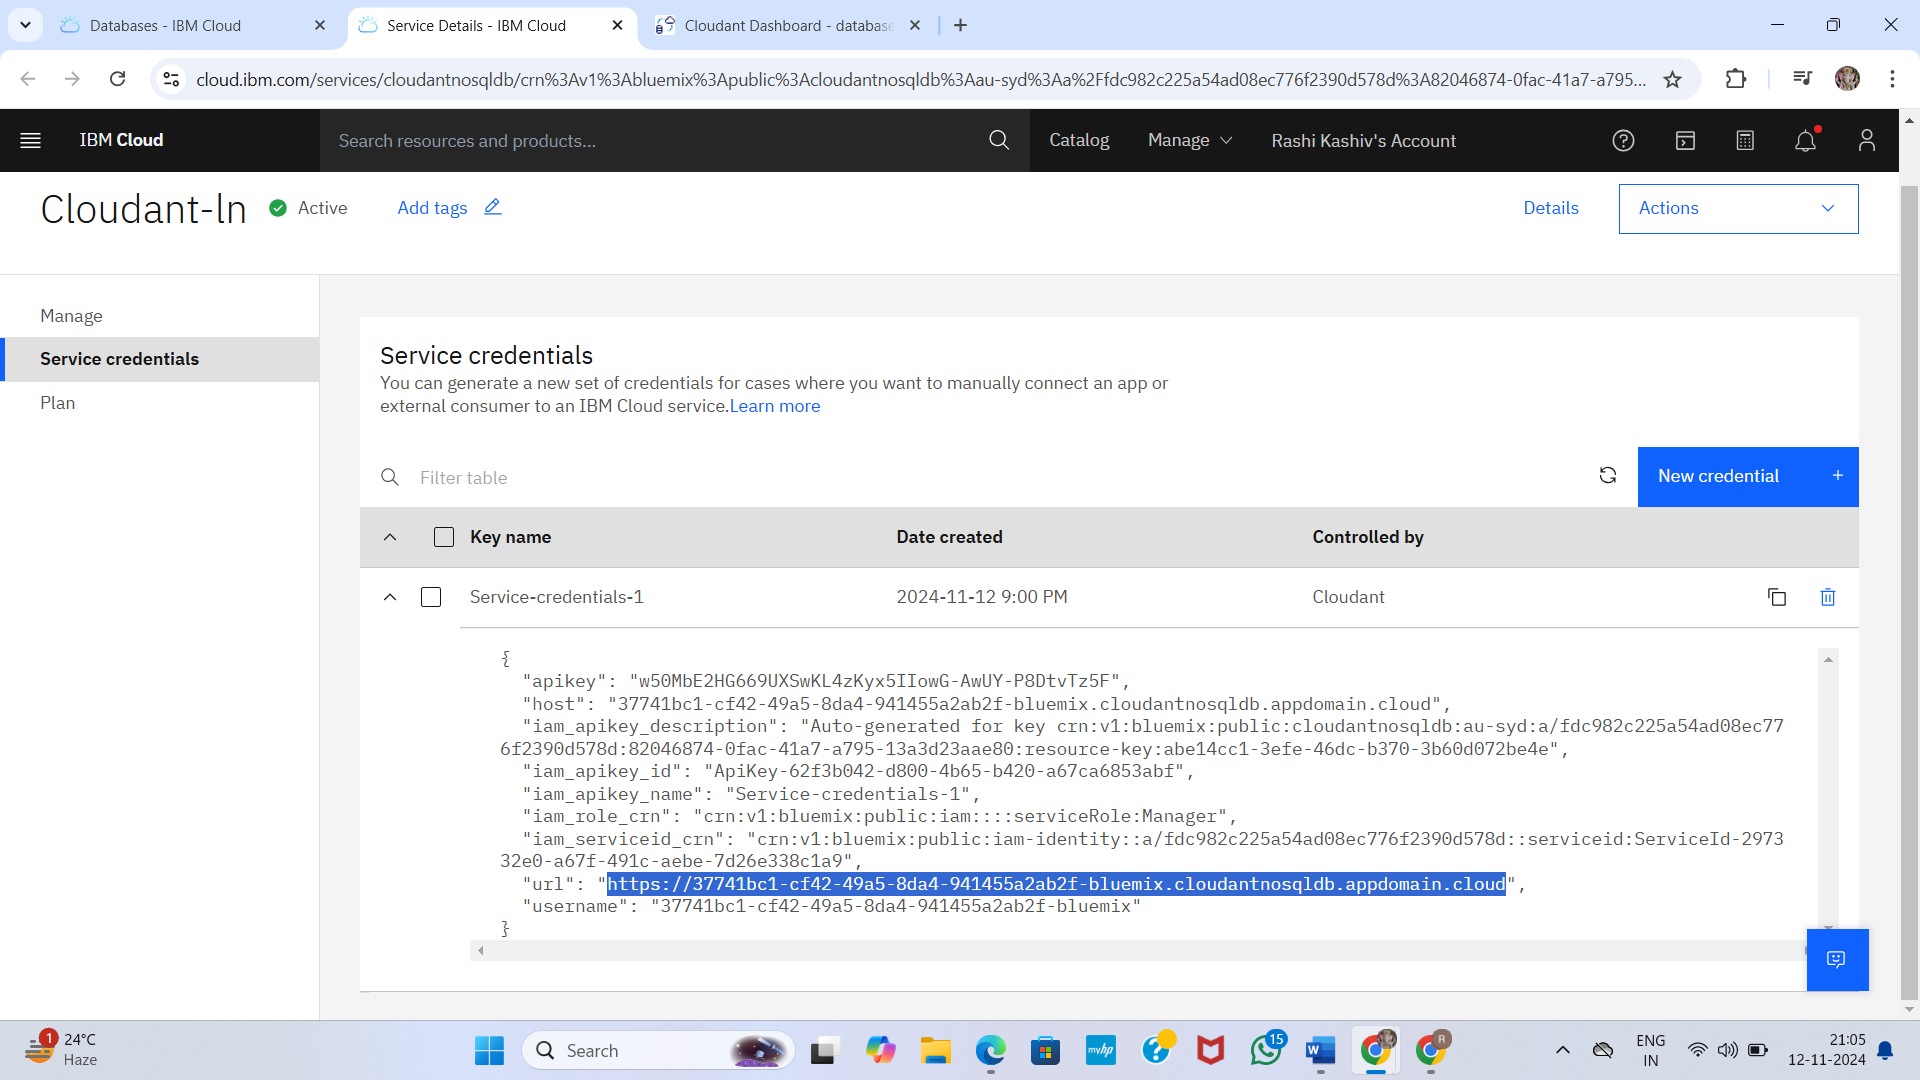 Databases - IBM Cloud
Service Details - IBM Cloud
Cloudant Dashboard - database
cloud.ibm.com/services/cloudantnosqldb/crn%3Av1%3Abluemix%3Apublic%3Acloudantnosqldb%3Aau-syd%3Aa%2Ffdc982c225a54ad08ec776f2390d578d%3A82046874-0fac-41a7-a795...
IBM Cloud
Search resources and products...
Catalog
Manage
Rashi Kashiv's Account
Cloudant-ln
Active
Add tags
Details
Actions
Manage
Service credentials
Plan
Service credentials
You can generate a new set of credentials for cases where you want to manually connect an app or
external consumer to an IBM Cloud service.Learn more
Filter table
New credential +
Key name
Date created
Controlled by
Service-credentials-1
2024-11-12 9:00 PM
Cloudant
{
"apikey": "w50MbE2HG669UXSwKL4zKyx5IIowG-AwUY-P8DtvTz5F",
"host": "37741bc1-cf42-49a5-8da4-941455a2ab2f-bluemix.cloudantnosqldb.appdomain.cloud",
"iam_apikey_description": "Auto-generated for key crn:v1:bluemix:public:cloudantnosqldb:au-syd:a/fdc982c225a54ad08ec77
6f2390d578d:82046874-0fac-41a7-a795-13a3d23aae80:resource-key:abe14cc1-3efe-46dc-b370-3b60d072be4e",
"iam_apikey_id": "ApiKey-62f3b042-d800-4b65-b420-a67ca6853abf",
"iam_apikey_name": "Service-credentials-1",
"iam_role_crn": "crn:v1:bluemix:public:iam::::serviceRole:Manager",
"iam_serviceid_crn": "crn:v1:bluemix:public:iam-identity::a/fdc982c225a54ad08ec776f2390d578d::serviceid:ServiceId-2973
32e0-a67f-491c-aebe-7d26e338c1a9",
"url": "https://37741bc1-cf42-49a5-8da4-941455a2ab2f-bluemix.cloudantnosqldb.appdomain.cloud",
"username": "37741bc1-cf42-49a5-8da4-941455a2ab2f-bluemix"
}
1
24°C
Haze
Search
myhp
15
R
ENG
IN
21:05
12-11-2024